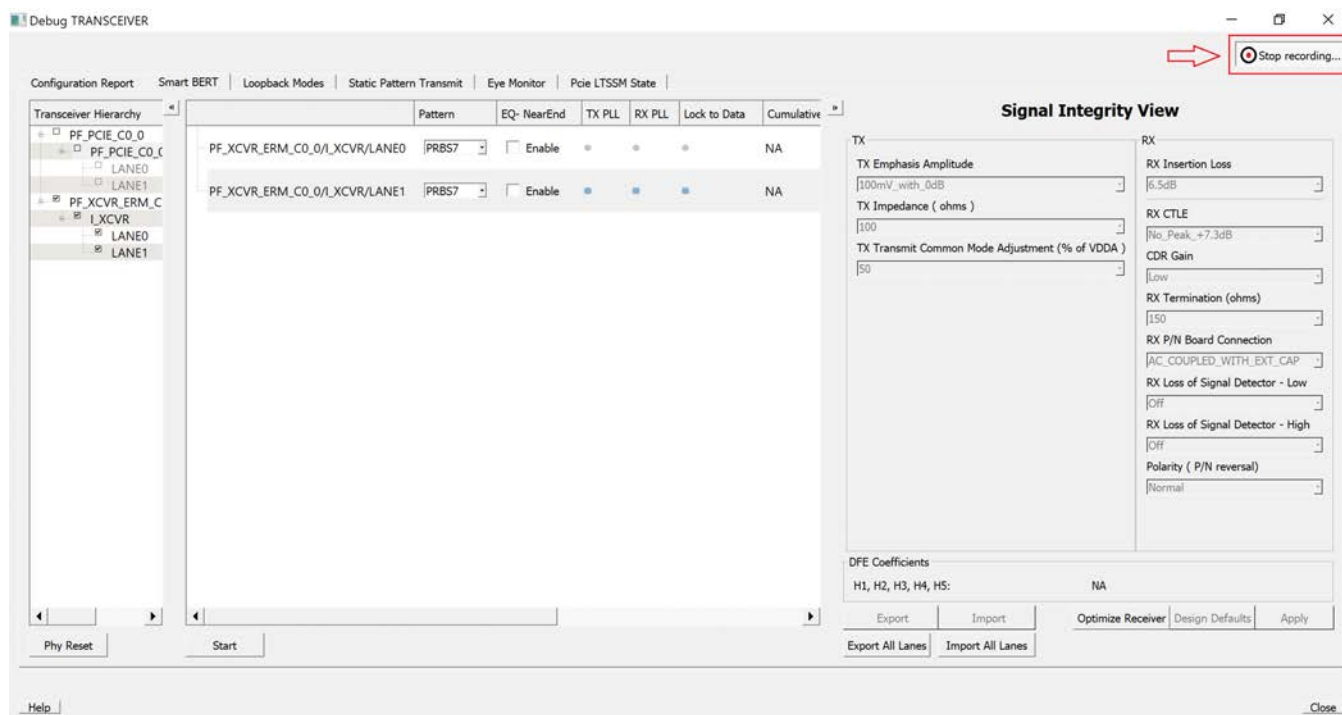 Debug TRANSCEIVER
Stop recording...
Configuration Report Smart BERT Loopback Modes Static Pattern Transmit Eye Monitor Pcie LTSSM State
Transceiver Hierarchy
PF_PCIE_C0_0
PF_PCIE_C0_0
LANE0
LANE1
PF_XCVR_ERM_C
I_XCVR
LANE0
LANE1
Pattern EQ- NearEnd TX PLL RX PLL Lock to Data Cumulative
PF_XCVR_ERM_C0_0/I_XCVR/LANE0 PRBS7 Enable NA
PF_XCVR_ERM_C0_0/I_XCVR/LANE1 PRBS7 Enable NA
Signal Integrity View
TX
TX Emphasis Amplitude
100mV_with_0dB
TX Impedance ( ohms )
100
TX Transmit Common Mode Adjustment (% of VDDA )
50
RX
RX Insertion Loss
6.5dB
RX CTLE
No_Peak_+7.3dB
CDR Gain
Low
RX Termination (ohms)
150
RX P/N Board Connection
AC_COUPLED_WITH_EXT_CAP
RX Loss of Signal Detector - Low
Off
RX Loss of Signal Detector - High
Off
Polarity ( P/N reversal)
Normal
DFE Coefficients
H1, H2, H3, H4, H5: NA
Export Import Optimize Receiver Design Defaults Apply
Phy Reset Start Export All Lanes Import All Lanes
Help Close